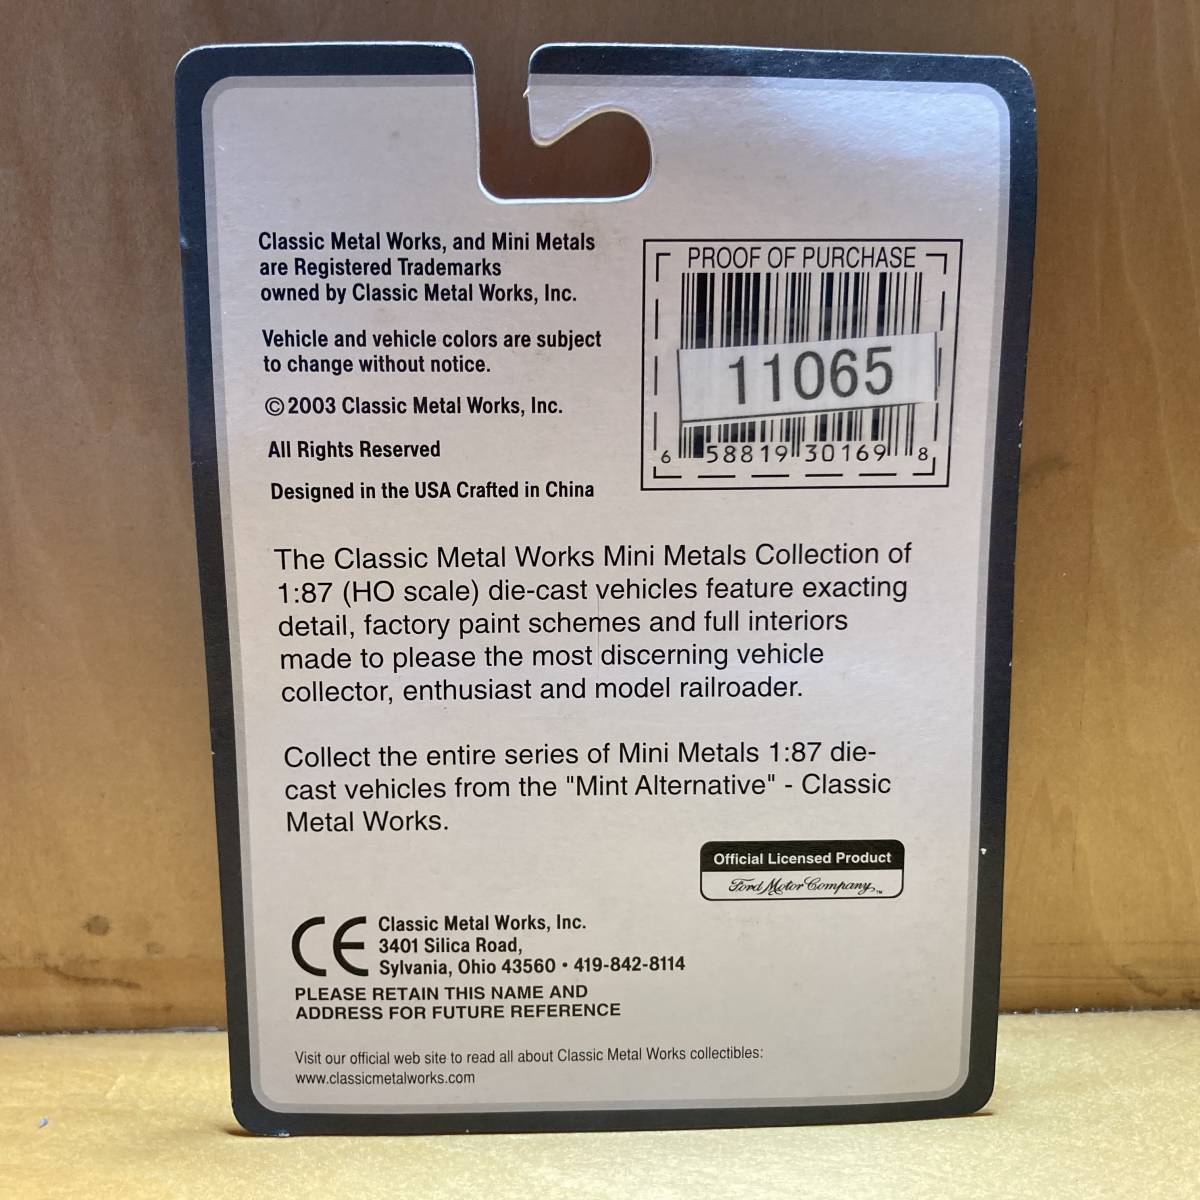 Classic Metal Works, and Mini Metals
are Registered Trademarks
owned by Classic Metal Works, Inc.
Vehicle and vehicle colors are subject
to change without notice.
©2003 Classic Metal Works, Inc.
All Rights Reserved
Designed in the USA Crafted in China
PROOF OF PURCHASE
11065
6 58819 30169 8
The Classic Metal Works Mini Metals Collection of
1:87 (HO scale) die-cast vehicles feature exacting
detail, factory paint schemes and full interiors
made to please the most discerning vehicle
collector, enthusiast and model railroader.
Collect the entire series of Mini Metals 1:87 die-
cast vehicles from the "Mint Alternative" - Classic
Metal Works.
Official Licensed Product
Ford Motor Company™
CE
Classic Metal Works, Inc.
3401 Silica Road,
Sylvania, Ohio 43560 • 419-842-8114
PLEASE RETAIN THIS NAME AND
ADDRESS FOR FUTURE REFERENCE
Visit our official web site to read all about Classic Metal Works collectibles:
www.classicmetalworks.com